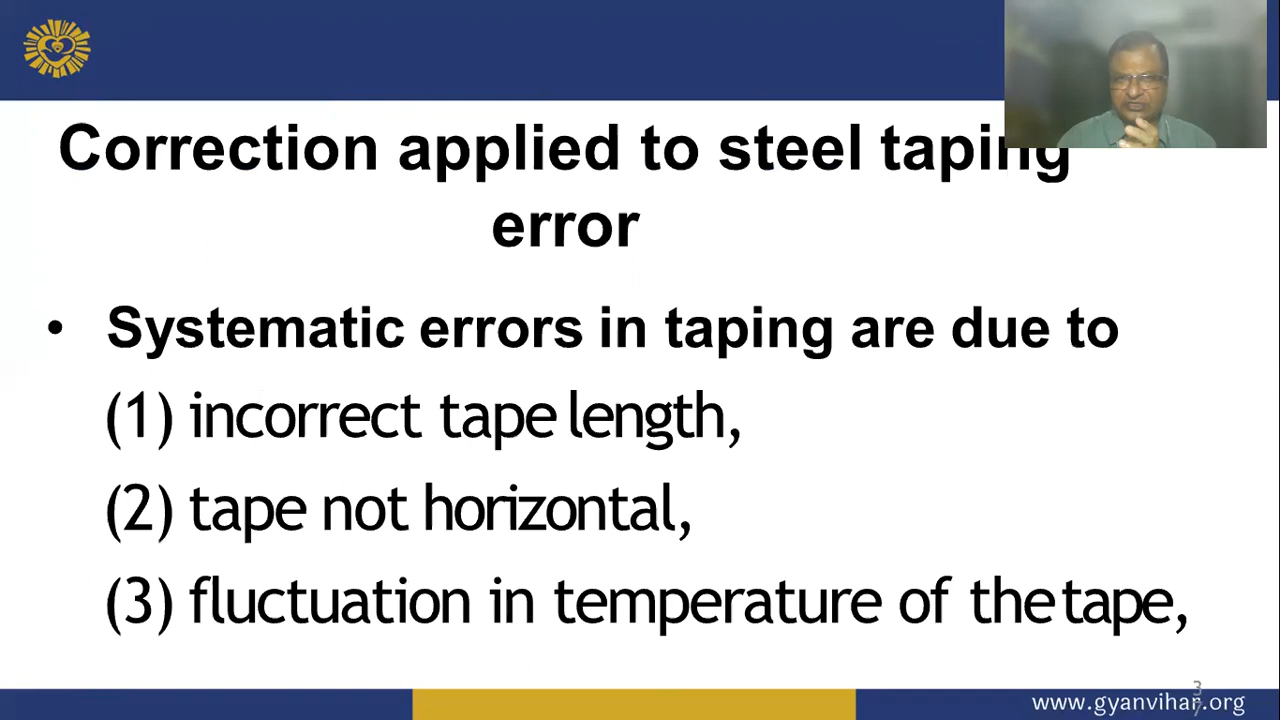 Correction applied to steel taping
error
• Systematic errors in taping are due to
(1) incorrect tape length,
(2) tape not horizontal,
(3) fluctuation in temperature of the tape,
www.gyanvihar.org